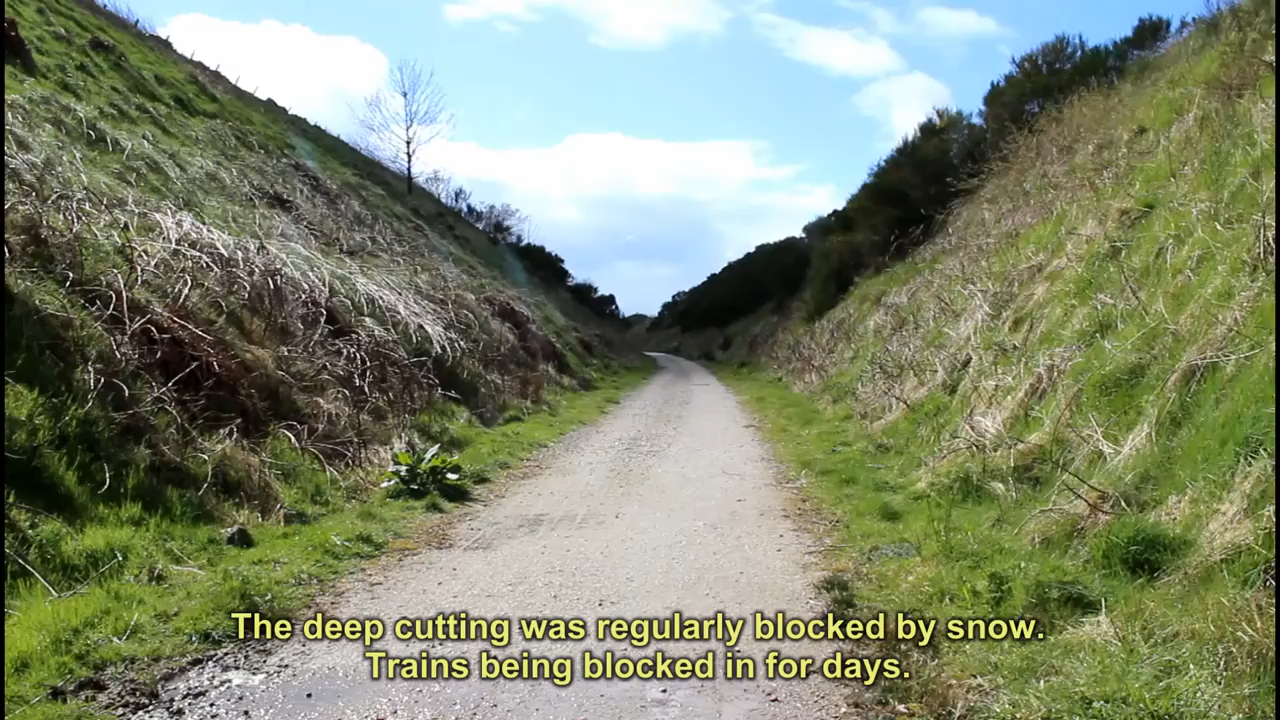 The deep cutting was regularly blocked by snow.
Trains being blocked in for days.